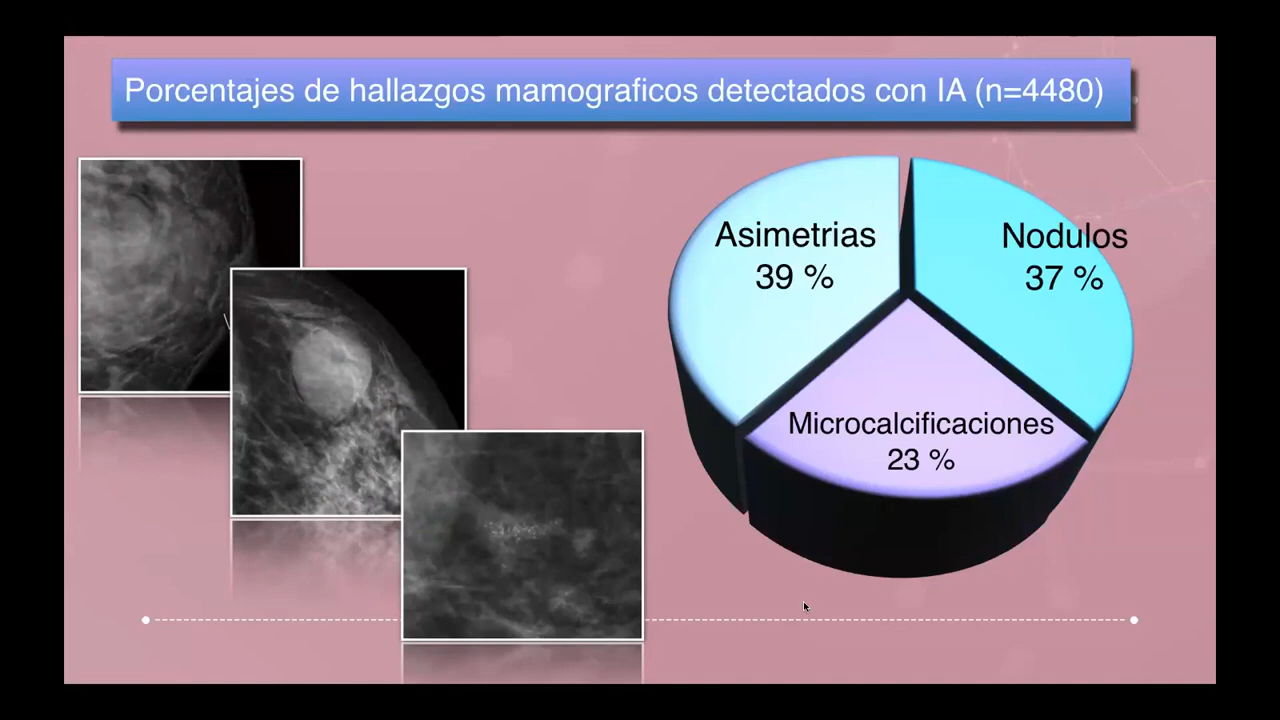 Porcentajes de hallazgos mamograficos detectados con IA (n=4480)
Asimetrias
39 %
Nodulos
37 %
Microcalcificaciones
23 %